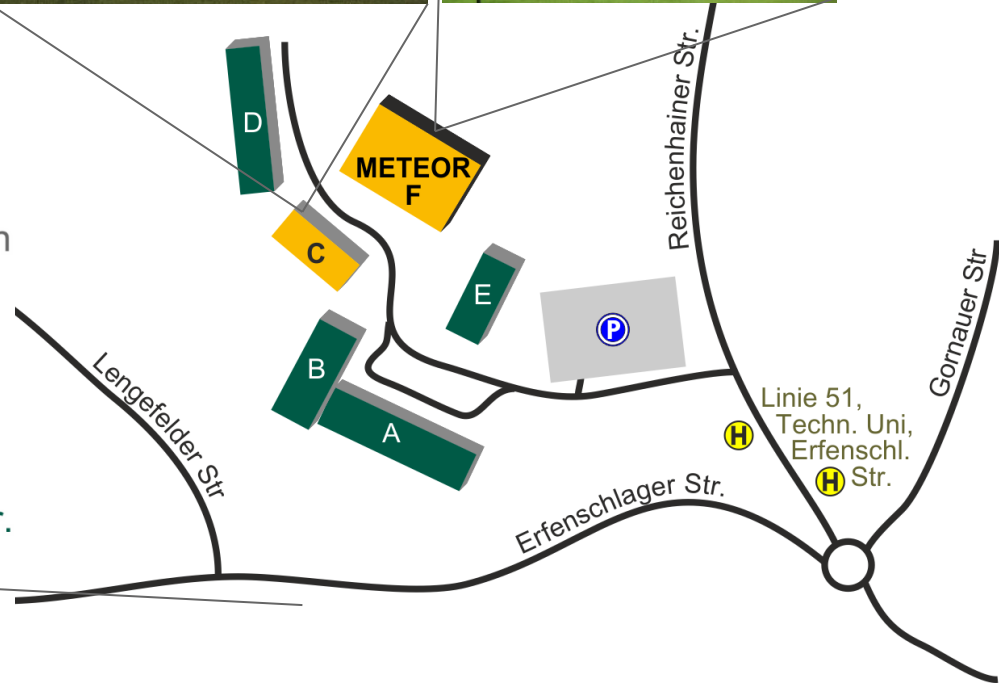 D
METEOR
F
C
E
P
B
A
Reichenhainer Str.
Gornauer Str
Lengefelder Str
Linie 51,
Techn. Uni,
Erfenschl.
Str.
H
H
Erfenschlager Str.
n
r.